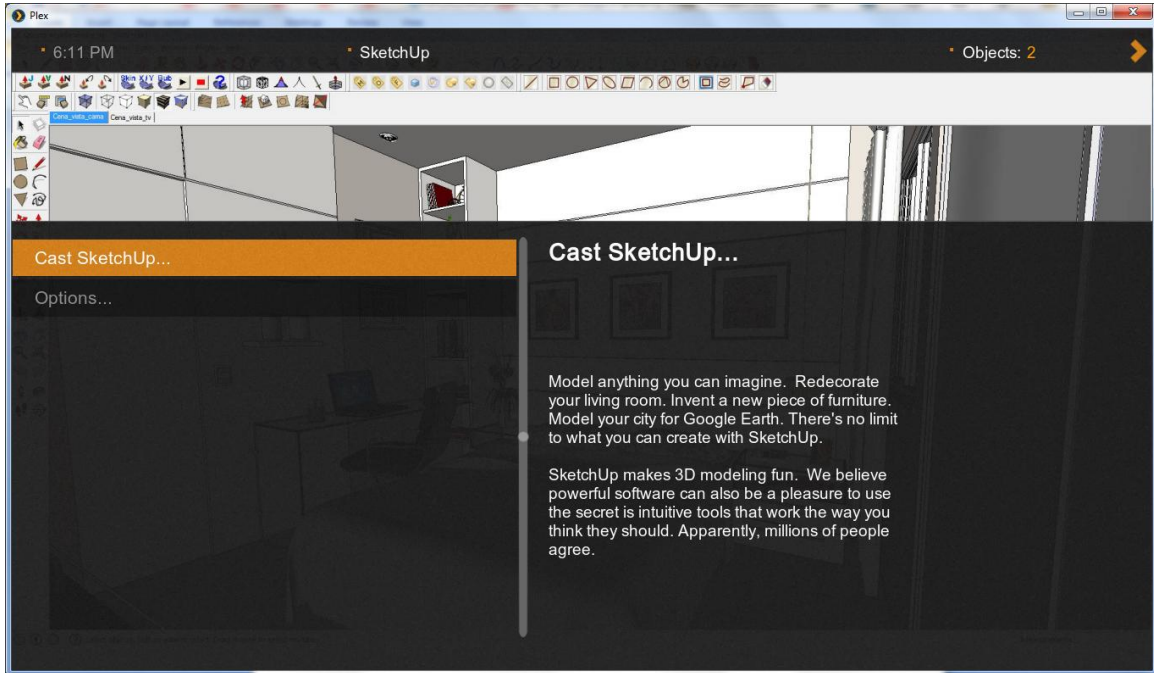 Plex
6:11 PM
SketchUp
Objects: 2
Cena_vista_cama Cena_vista_tv
Cast SketchUp...
Options...
Cast SketchUp...
Model anything you can imagine.  Redecorate
your living room. Invent a new piece of furniture.
Model your city for Google Earth. There's no limit
to what you can create with SketchUp.
SketchUp makes 3D modeling fun.  We believe
powerful software can also be a pleasure to use
the secret is intuitive tools that work the way you
think they should. Apparently, millions of people
agree.